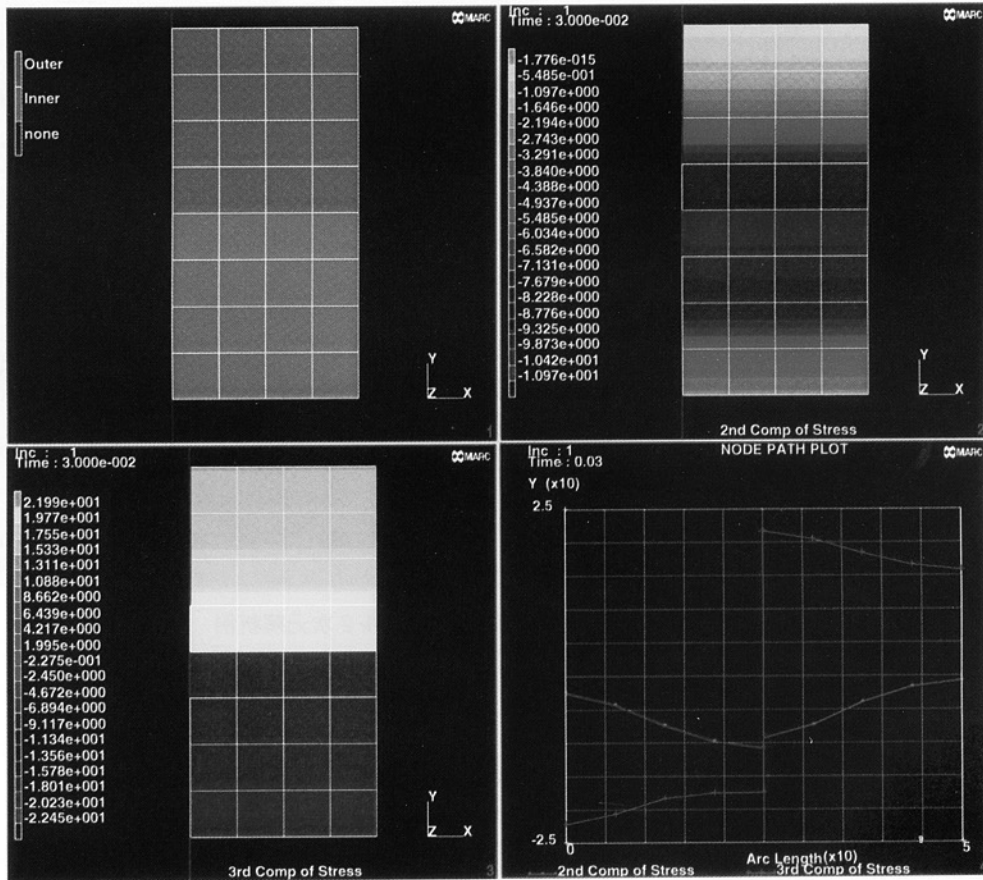 MARC
Outer
Inner
none
Y
Z X
1
Inc : 1
Time : 3.000e-002
MARC
-1.776e-015
-5.485e-001
-1.097e+000
-1.646e+000
-2.194e+000
-2.743e+000
-3.291e+000
-3.840e+000
-4.388e+000
-4.937e+000
-5.485e+000
-6.034e+000
-6.582e+000
-7.131e+000
-7.679e+000
-8.228e+000
-8.776e+000
-9.325e+000
-9.873e+000
-1.042e+001
-1.097e+001
Y
Z X
2nd Comp of Stress
2
Inc : 1
Time : 3.000e-002
MARC
2.199e+001
1.977e+001
1.755e+001
1.533e+001
1.311e+001
1.088e+001
8.662e+000
6.439e+000
4.217e+000
1.995e+000
-2.275e-001
-2.450e+000
-4.672e+000
-6.894e+000
-9.117e+000
-1.134e+001
-1.356e+001
-1.578e+001
-1.801e+001
-2.023e+001
-2.245e+001
Y
Z X
3rd Comp of Stress
3
Inc : 1
Time : 0.03
NODE PATH PLOT
MARC
Y (x10)
2.5
-2.5
0
Arc Length(x10)
5
2nd Comp of Stress
3rd Comp of Stress